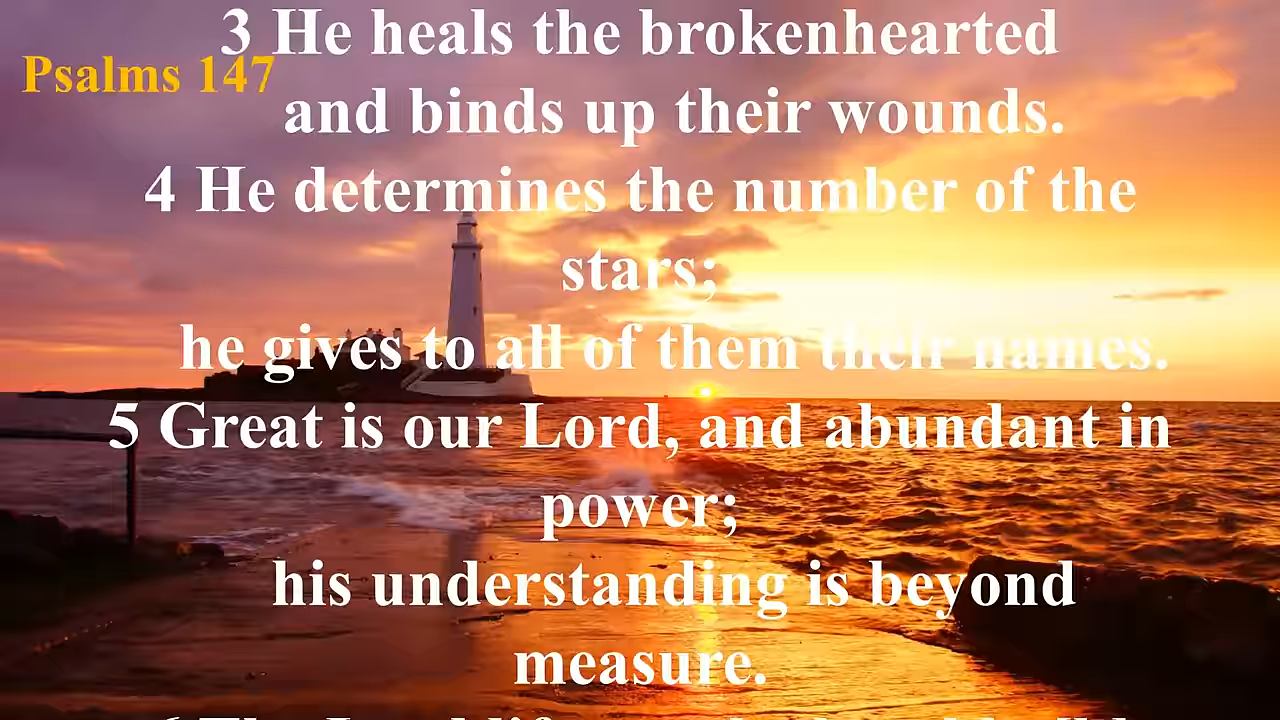 3 He heals the brokenhearted
Psalms 147
and binds up their wounds.
4 He determines the number of the
stars;
he gives to all of them their names.
5 Great is our Lord, and abundant in
power;
his understanding is beyond
measure.